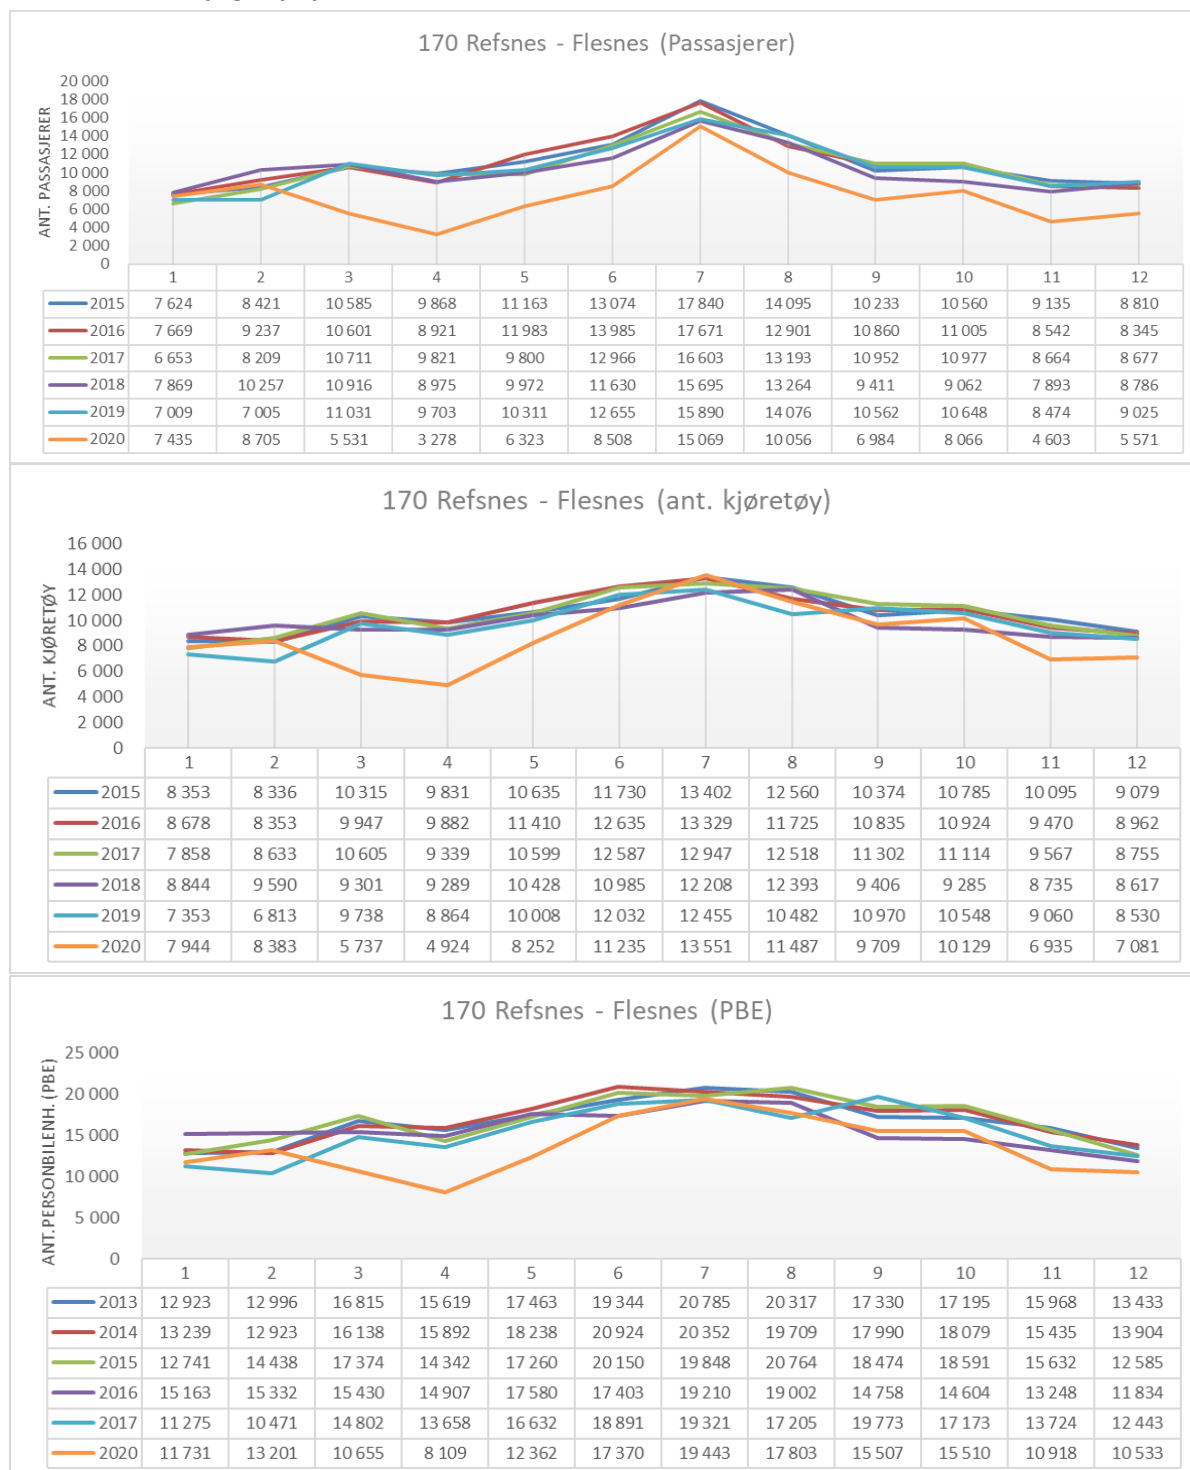 170 Refsnes - Flesnes (Passasjerer)
ANT. PASSASJERER
20 000
18 000
16 000
14 000
12 000
10 000
8 000
6 000
4 000
2 000
0
1 2 3 4 5 6 7 8 9 10 11 12
2015 7 624 8 421 10 585 9 868 11 163 13 074 17 840 14 095 10 233 10 560 9 135 8 810
2016 7 669 9 237 10 601 8 921 11 983 13 985 17 671 12 901 10 860 11 005 8 542 8 345
2017 6 653 8 209 10 711 9 821 9 800 12 966 16 603 13 193 10 952 10 977 8 664 8 677
2018 7 869 10 257 10 916 8 975 9 972 11 630 15 695 13 264 9 411 9 062 7 893 8 786
2019 7 009 7 005 11 031 9 703 10 311 12 655 15 890 14 076 10 562 10 648 8 474 9 025
2020 7 435 8 705 5 531 3 278 6 323 8 508 15 069 10 056 6 984 8 066 4 603 5 571
170 Refsnes - Flesnes (ant. kjøretøy)
ANT. KJØRETØY
16 000
14 000
12 000
10 000
8 000
6 000
4 000
2 000
0
1 2 3 4 5 6 7 8 9 10 11 12
2015 8 353 8 336 10 315 9 831 10 635 11 730 13 402 12 560 10 374 10 785 10 095 9 079
2016 8 678 8 353 9 947 9 882 11 410 12 635 13 329 11 725 10 835 10 924 9 470 8 962
2017 7 858 8 633 10 605 9 339 10 599 12 587 12 947 12 518 11 302 11 114 9 567 8 755
2018 8 844 9 590 9 301 9 289 10 428 10 985 12 208 12 393 9 406 9 285 8 735 8 617
2019 7 353 6 813 9 738 8 864 10 008 12 032 12 455 10 482 10 970 10 548 9 060 8 530
2020 7 944 8 383 5 737 4 924 8 252 11 235 13 551 11 487 9 709 10 129 6 935 7 081
170 Refsnes - Flesnes (PBE)
ANT.PERSONBILENH. (PBE)
25 000
20 000
15 000
10 000
5 000
0
1 2 3 4 5 6 7 8 9 10 11 12
2013 12 923 12 996 16 815 15 619 17 463 19 344 20 785 20 317 17 330 17 195 15 968 13 433
2014 13 239 12 923 16 138 15 892 18 238 20 924 20 352 19 709 17 990 18 079 15 435 13 904
2015 12 741 14 438 17 374 14 342 17 260 20 150 19 848 20 764 18 474 18 591 15 632 12 585
2016 15 163 15 332 15 430 14 907 17 580 17 403 19 210 19 002 14 758 14 604 13 248 11 834
2017 11 275 10 471 14 802 13 658 16 632 18 891 19 321 17 205 19 773 17 173 13 724 12 443
2020 11 731 13 201 10 655 8 109 12 362 17 370 19 443 17 803 15 507 15 510 10 918 10 533